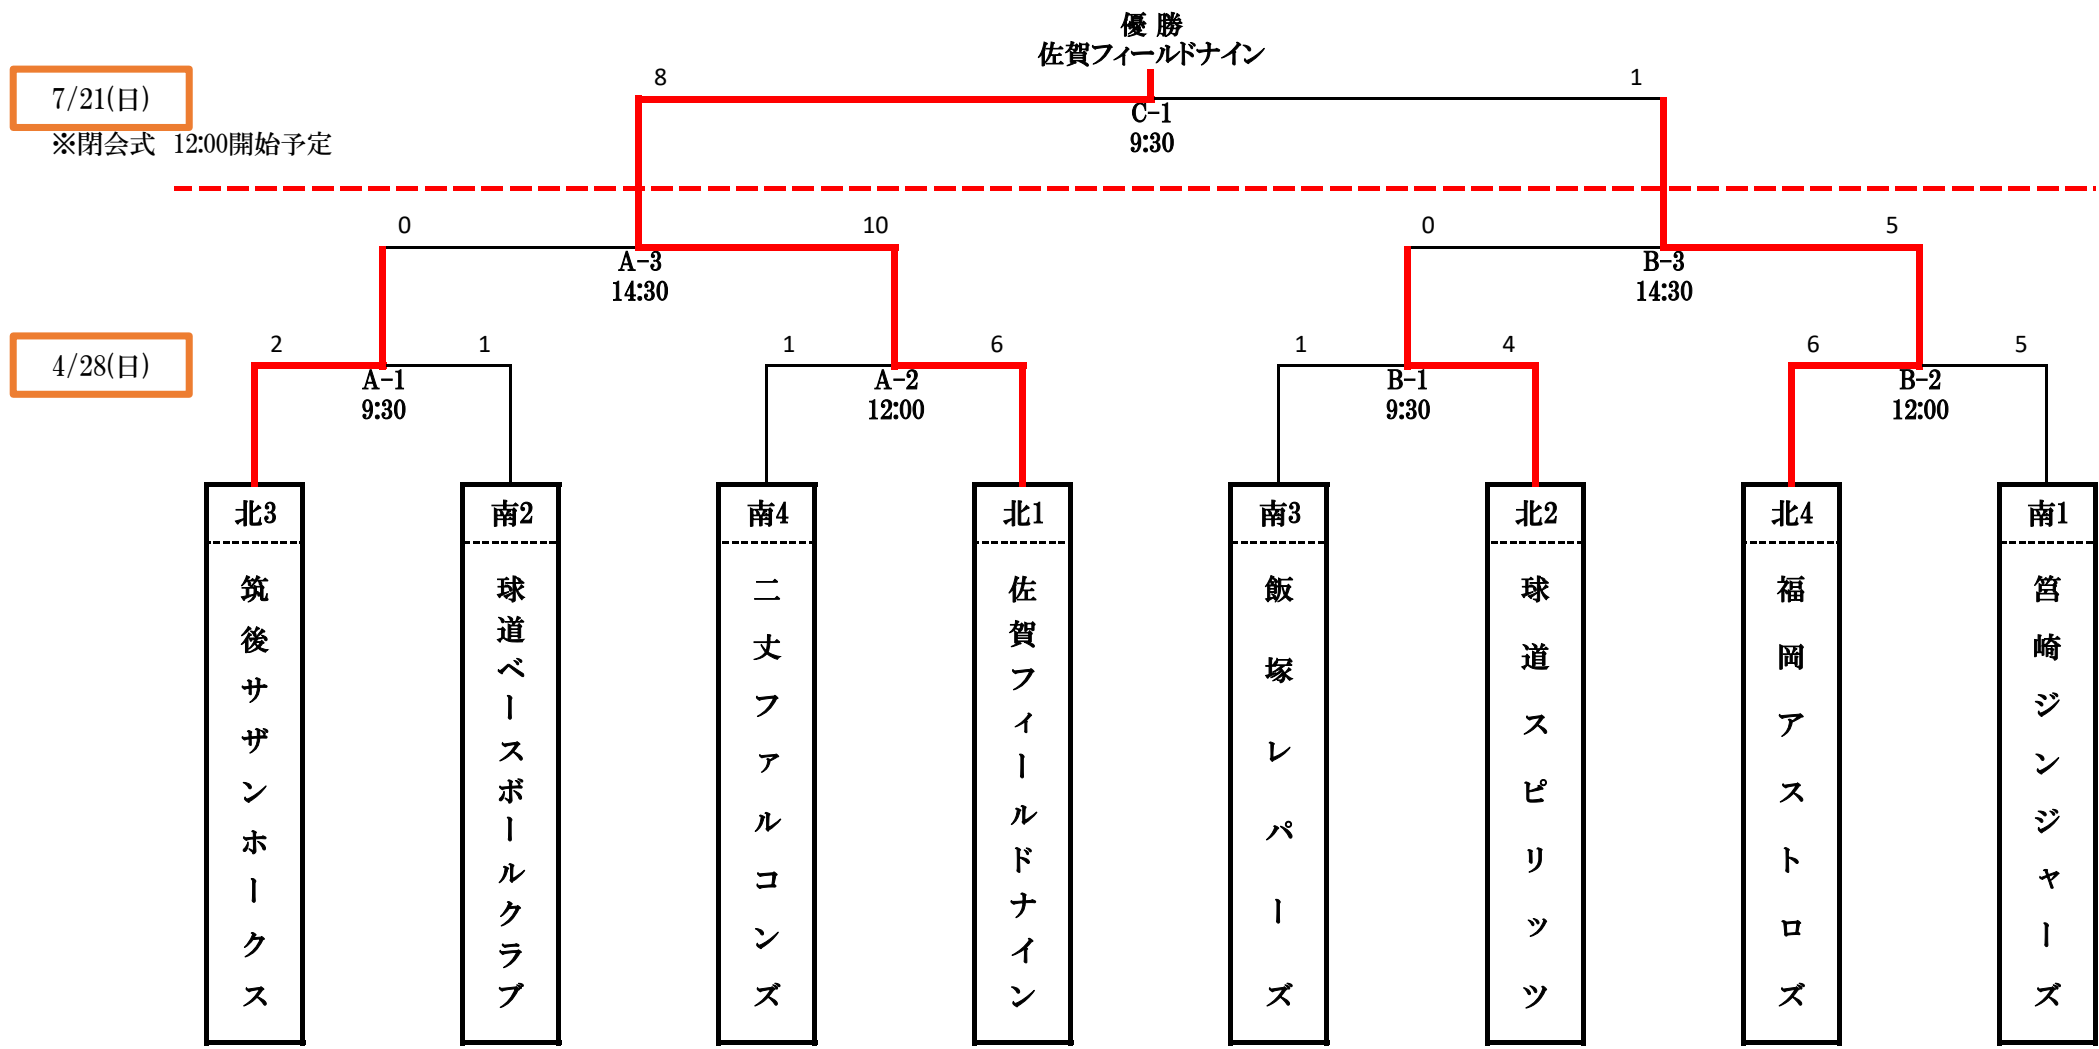 優 勝
佐賀フィールドナイン
8
1
7/21(日)
C-1
9:30
※閉会式 12:00開始予定
0
10
0
5
A-3
14:30
B-3
14:30
4/28(日)
2
1
1
6
1
4
6
5
A-1
9:30
A-2
12:00
B-1
9:30
B-2
12:00
北3
筑後サザンホークス
南2
球道ベースボールクラブ
南4
二丈ファルコンズ
北1
佐賀フィールドナイン
南3
飯塚レパーズ
北2
球道スピリッツ
北4
福岡アストロズ
南1
筥崎ジンジャーズ